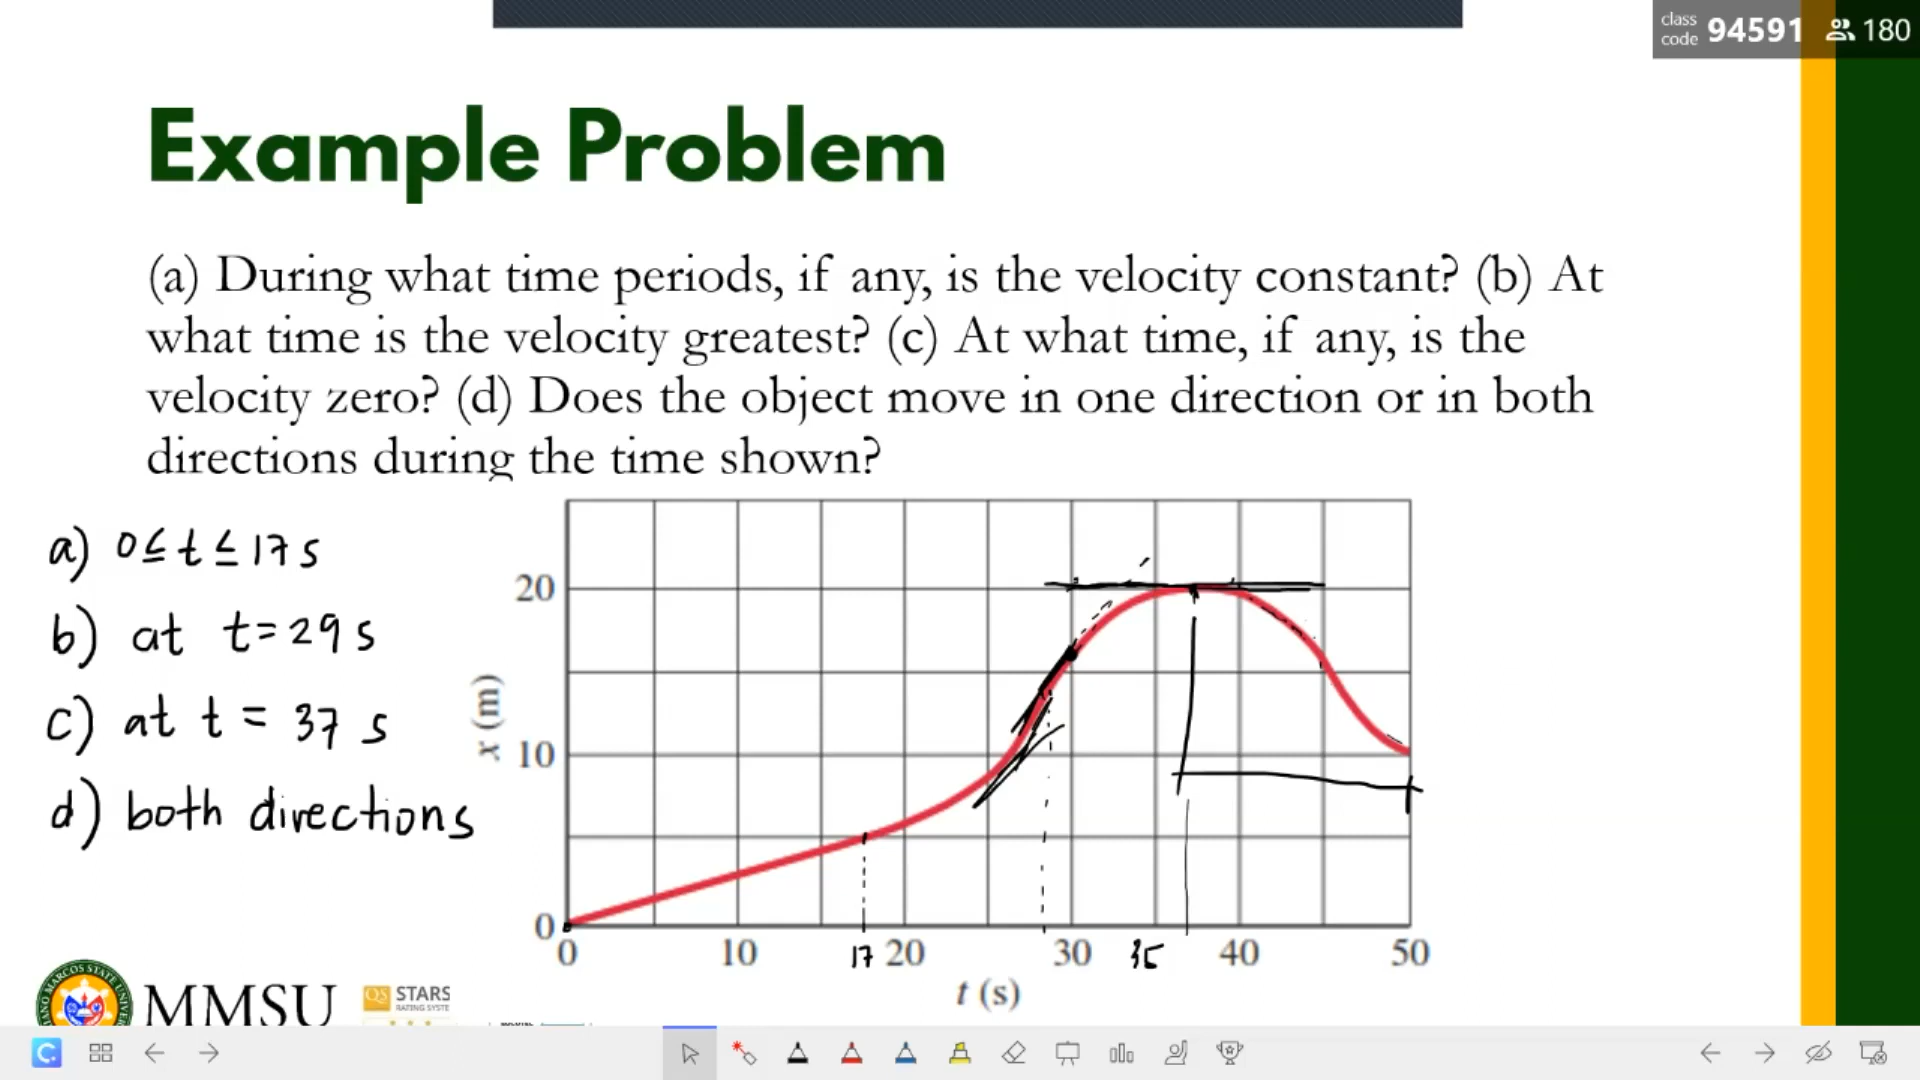 class
code 94591 180
Example Problem
(a) During what time periods, if any, is the velocity constant? (b) At
what time is the velocity greatest? (c) At what time, if any, is the
velocity zero? (d) Does the object move in one direction or in both
directions during the time shown?
a) 0 ≤ t ≤ 17 s
b) at t = 29 s
c) at t = 37 s
d) both directions
20
10
0
x (m)
0 10 17 20 30 35 40 50
t (s)
MMSU
QS STARS
RATING SYSTE